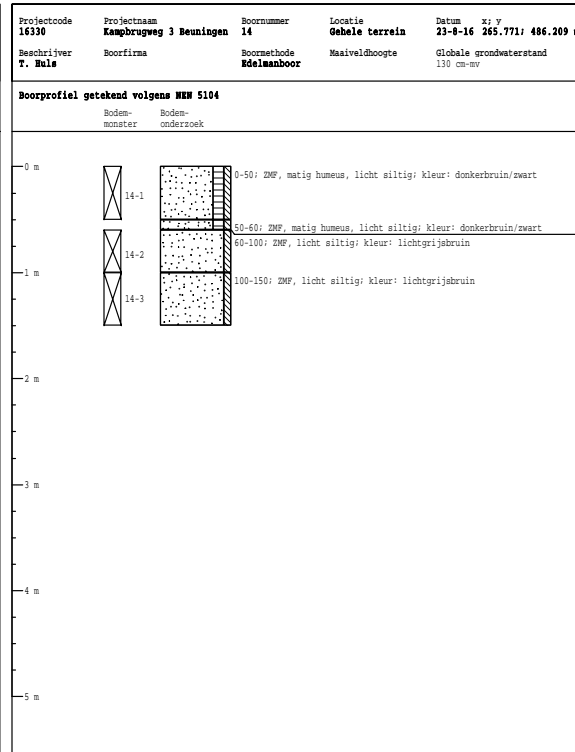 Projectcode Projectnaam Boornummer Locatie Datum x; y
16330 Kampbrugweg 3 Beuningen 14 Gehele terrein 23-8-16 265.771; 486.209
Beschrijver Boorfirma Boormethode Maaiveldhoogte Globale grondwaterstand
T. Huls Edelmanboor 130 cm-mv
Boorprofiel getekend volgens NEN 5104
Bodem- Bodem-
monster onderzoek
0 m
0-50; ZMF, matig humeus, licht siltig; kleur: donkerbruin/zwart
14-1
50-60; ZMF, matig humeus, licht siltig; kleur: donkerbruin/zwart
60-100; ZMF, licht siltig; kleur: lichtgrijsbruin
14-2
1 m
100-150; ZMF, licht siltig; kleur: lichtgrijsbruin
14-3
2 m
3 m
4 m
5 m